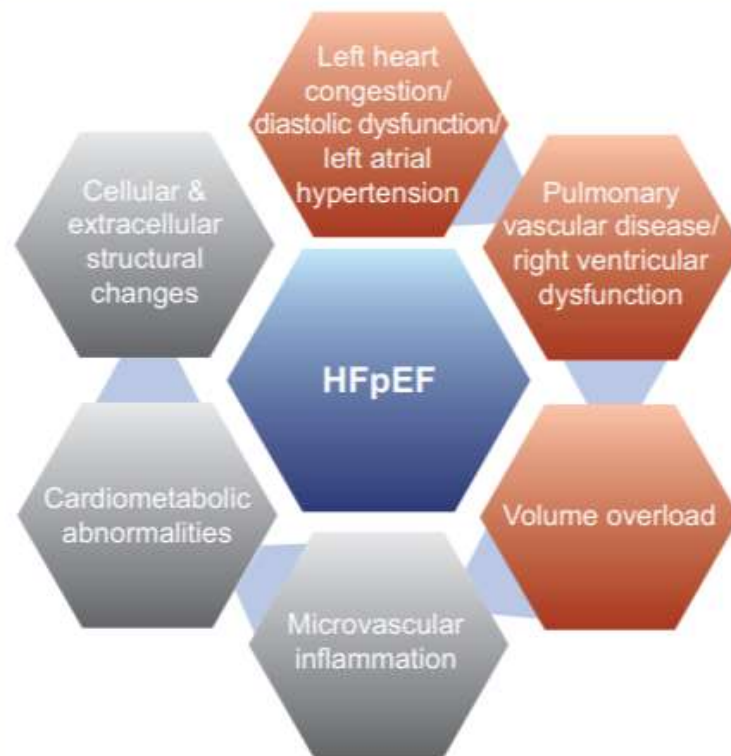 Left heart
congestion/
diastolic dysfunction/
left atrial
hypertension
Pulmonary
vascular disease/
right ventricular
dysfunction
Volume overload
Microvascular
inflammation
Cardiometabolic
abnormalities
Cellular &
extracellular
structural
changes
HFpEF